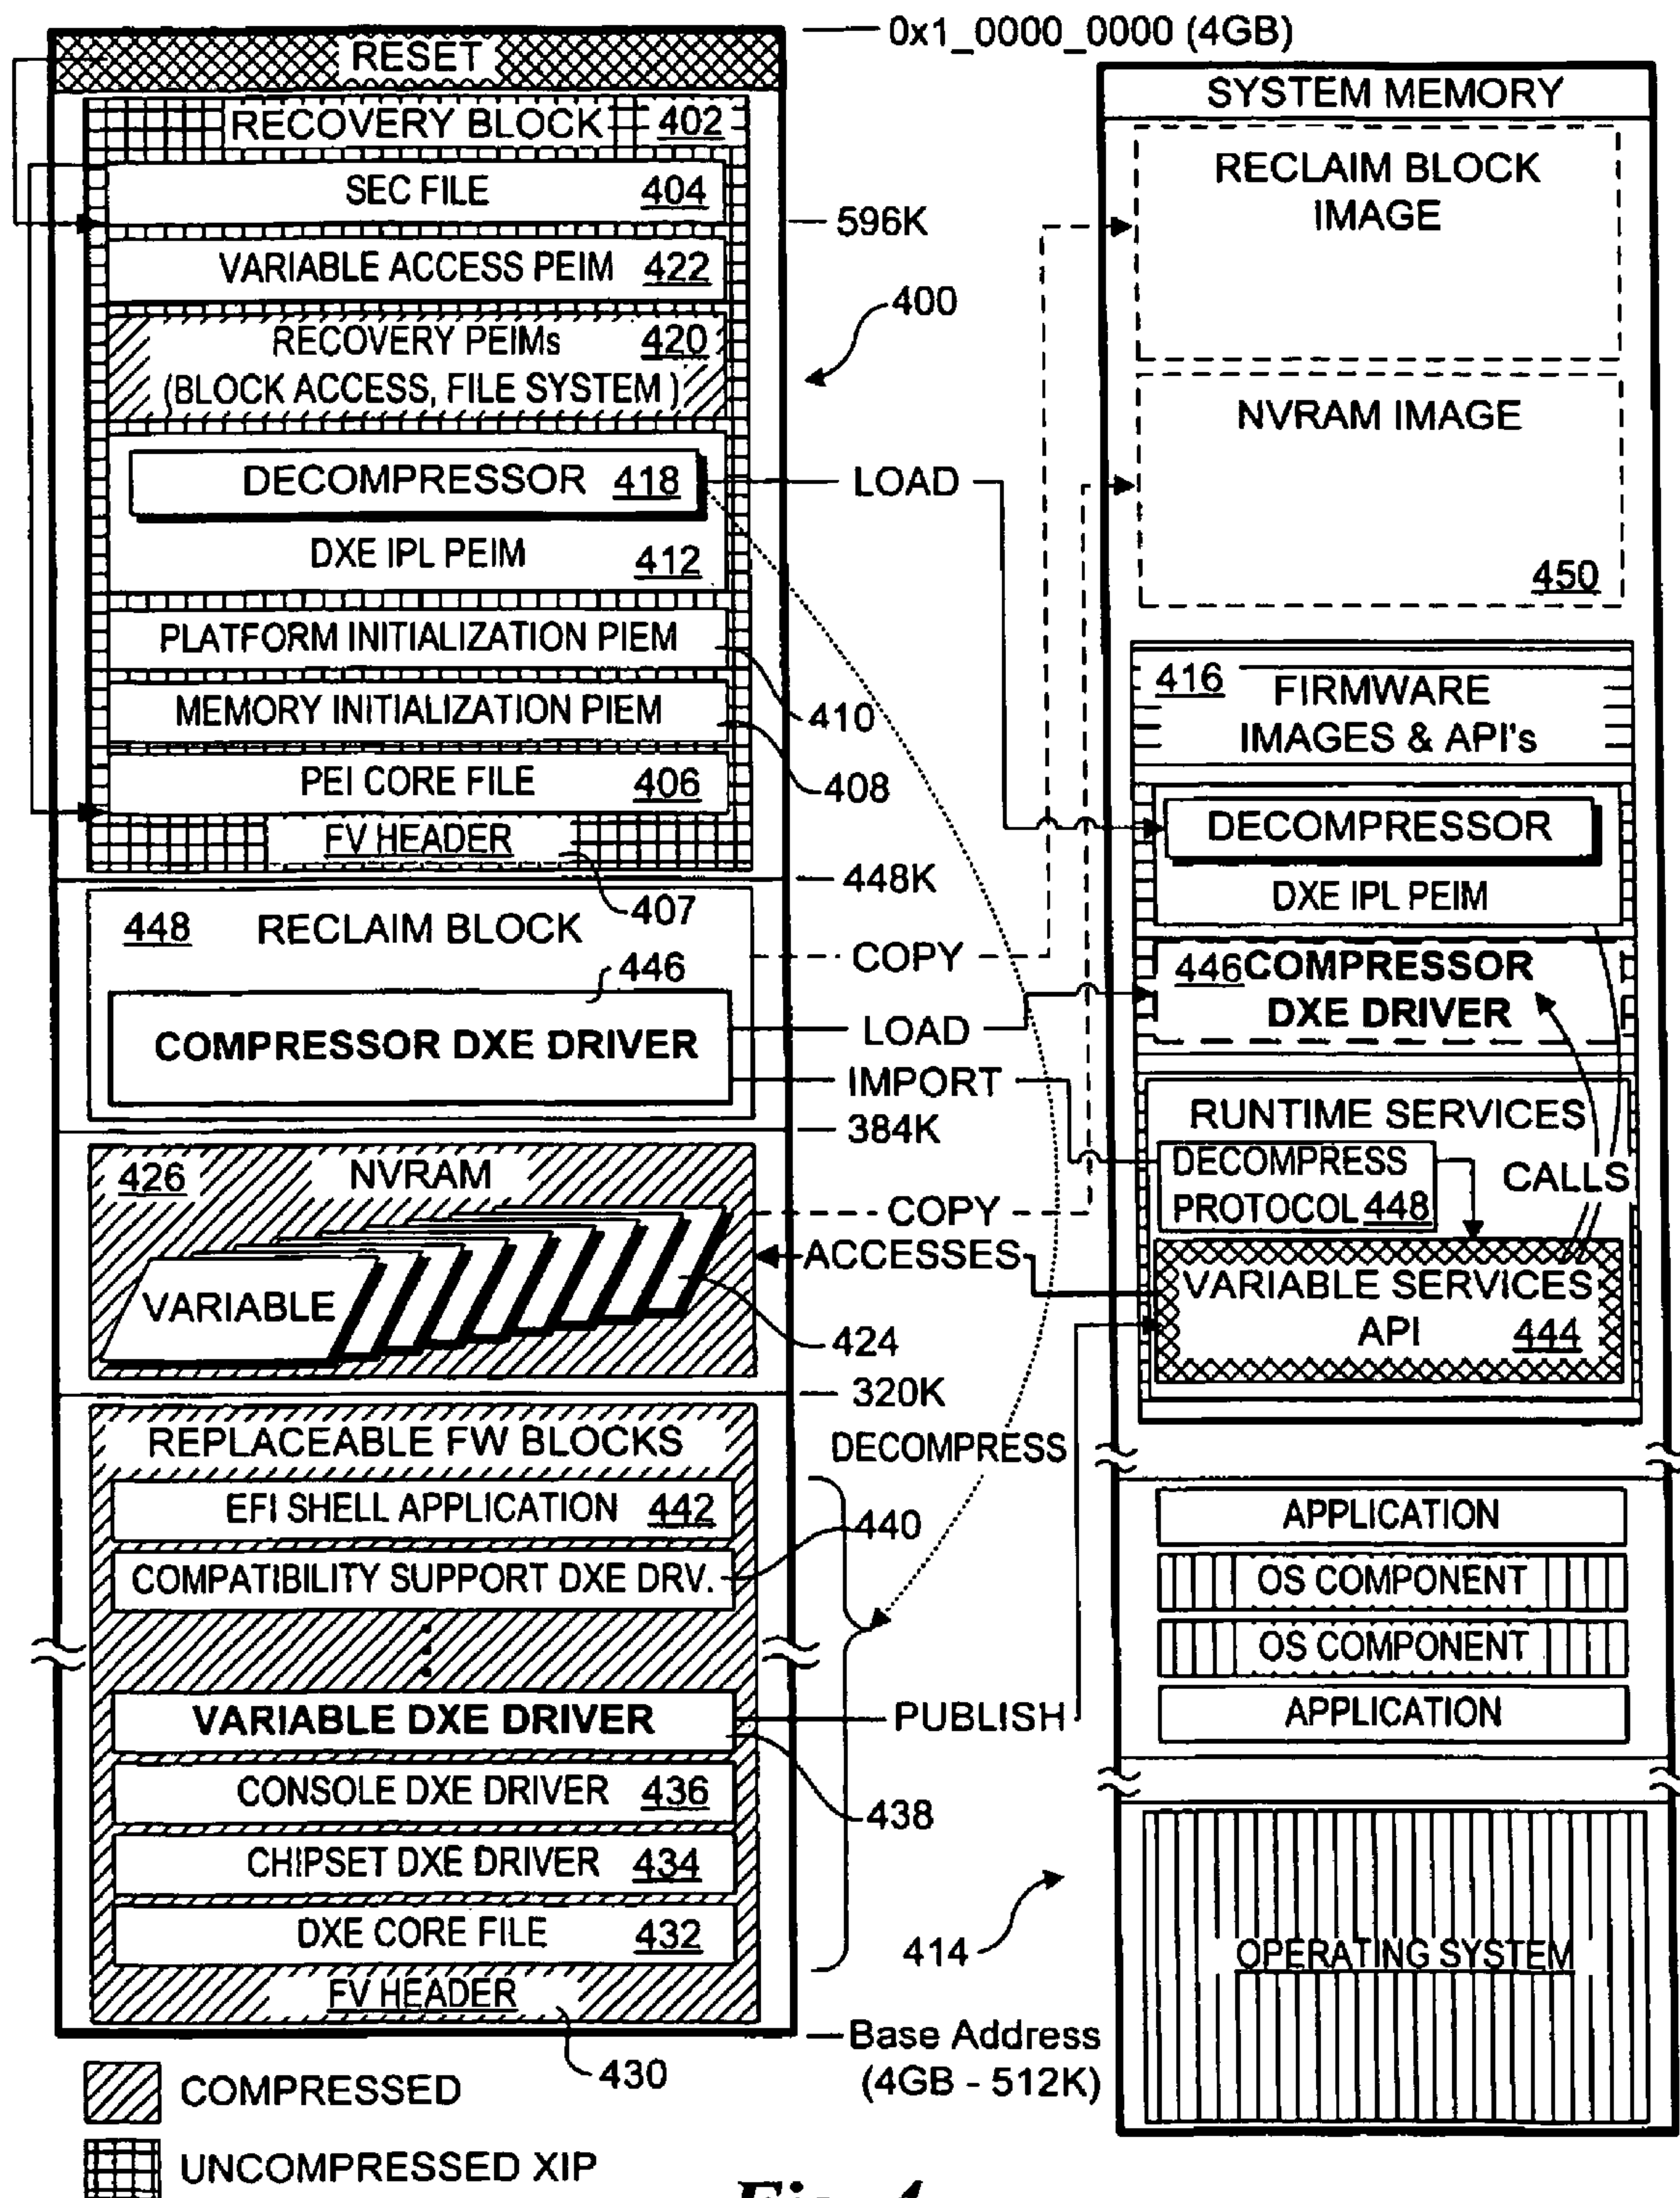 0x1_0000_0000 (4GB)
RESET
RECOVERY BLOCK 402
SEC FILE 404
596K
VARIABLE ACCESS PEIM 422
400
RECOVERY PEIMs 420
(BLOCK ACCESS, FILE SYSTEM )
DECOMPRESSOR 418
LOAD
DXE IPL PEIM 412
PLATFORM INITIALIZATION PIEM
410
MEMORY INITIALIZATION PIEM
408
PEI CORE FILE 406
FV HEADER
407
448K
448 RECLAIM BLOCK
COPY
446
COMPRESSOR DXE DRIVER
LOAD
IMPORT
384K
426 NVRAM
COPY
ACCESSES
VARIABLE
424
320K
REPLACEABLE FW BLOCKS
DECOMPRESS
EFI SHELL APPLICATION 442
440
COMPATIBILITY SUPPORT DXE DRV.
VARIABLE DXE DRIVER
PUBLISH
CONSOLE DXE DRIVER 436
438
CHIPSET DXE DRIVER 434
DXE CORE FILE 432
414
FV HEADER
430
Base Address
(4GB - 512K)
COMPRESSED
UNCOMPRESSED XIP
SYSTEM MEMORY
RECLAIM BLOCK
IMAGE
NVRAM IMAGE
450
416 FIRMWARE
IMAGES & API's
DECOMPRESSOR
DXE IPL PEIM
446 COMPRESSOR
DXE DRIVER
RUNTIME SERVICES
DECOMPRESS
PROTOCOL 448
CALLS
VARIABLE SERVICES
API 444
APPLICATION
OS COMPONENT
OS COMPONENT
APPLICATION
OPERATING SYSTEM